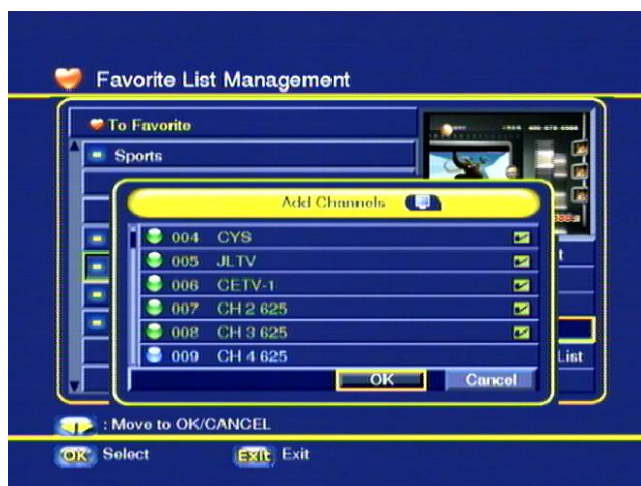 Favorite List Management
To Favorite
Sports
Add Channels
004 CYS
005 JLTV
006 CETV-1
007 CH 2 625
008 CH 3 625
009 CH 4 625
List
OK Cancel
: Move to OK/CANCEL
OK Select Exit Exit